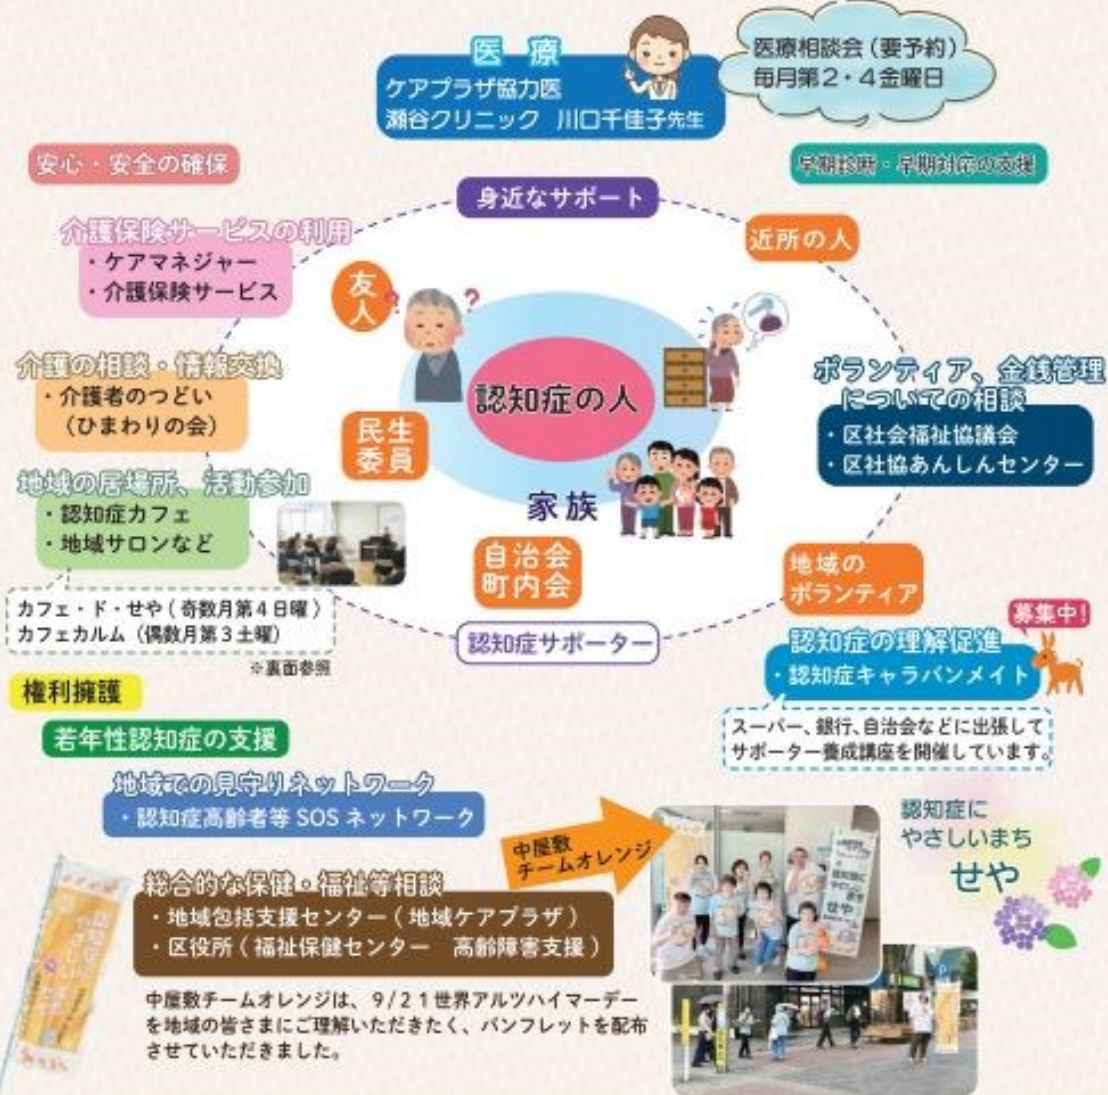 医療
ケアプラザ協力医
瀬谷クリニック 川口千佳子先生
医療相談会（要予約）
毎月第２・４金曜日
安心・安全の確保
早期診断・早期対応の支援
身近なサポート
近所の人
介護保険サービスの利用
・ケアマネジャー
・介護保険サービス
友人
? ?
介護の相談・情報交換
・介護者のつどい
（ひまわりの会）
認知症の人
ボランティア、金銭管理
についての相談
・区社会福祉協議会
・区社協あんしんセンター
民生
委員
地域の居場所、活動参加
・認知症カフェ
・地域サロンなど
家族
自治会
町内会
地域の
ボランティア
カフェ・ド・せや（奇数月第４日曜）
カフェカルム（偶数月第３土曜）
※裏面参照
認知症サポーター
募集中!
認知症の理解促進
・認知症キャラバンメイト
スーパー、銀行、自治会などに出張して
サポーター養成講座を開催しています。
権利擁護
若年性認知症の支援
地域での見守りネットワーク
・認知症高齢者等 SOS ネットワーク
中屋敷
チームオレンジ
認知症に
やさしいまち
せや
総合的な保健・福祉等相談
・地域包括支援センター（地域ケアプラザ）
・区役所（福祉保健センター 高齢障害支援）
中屋敷チームオレンジは、９/２１世界アルツハイマーデー
を地域の皆さまにご理解いただきたく、パンフレットを配布
させていただきました。
せや
P